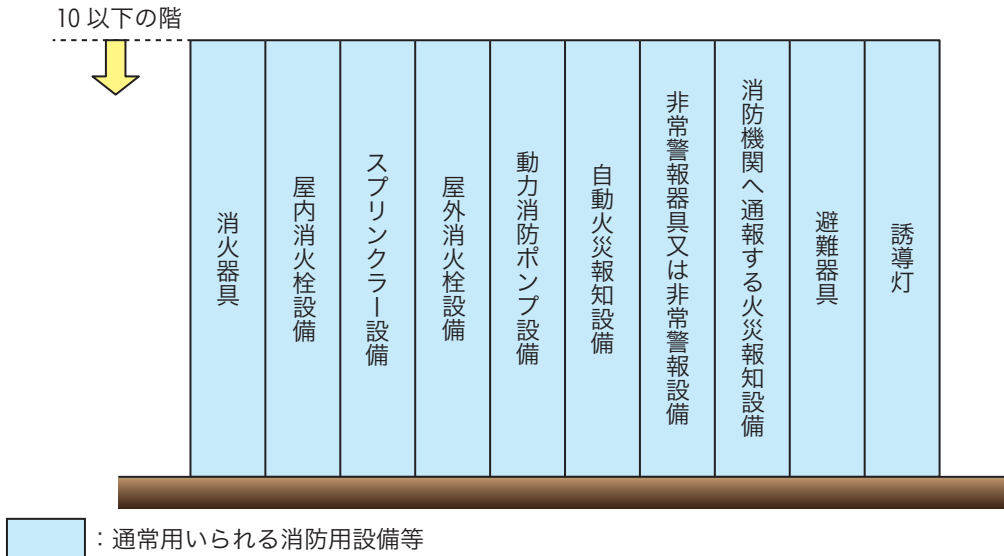 10 以下の階
消火器具
屋内消火栓設備
スプリンクラー設備
屋外消火栓設備
動力消防ポンプ設備
自動火災報知設備
非常警報器具又は非常警報設備
消防機関へ通報する火災報知設備
避難器具
誘導灯
：通常用いられる消防用設備等